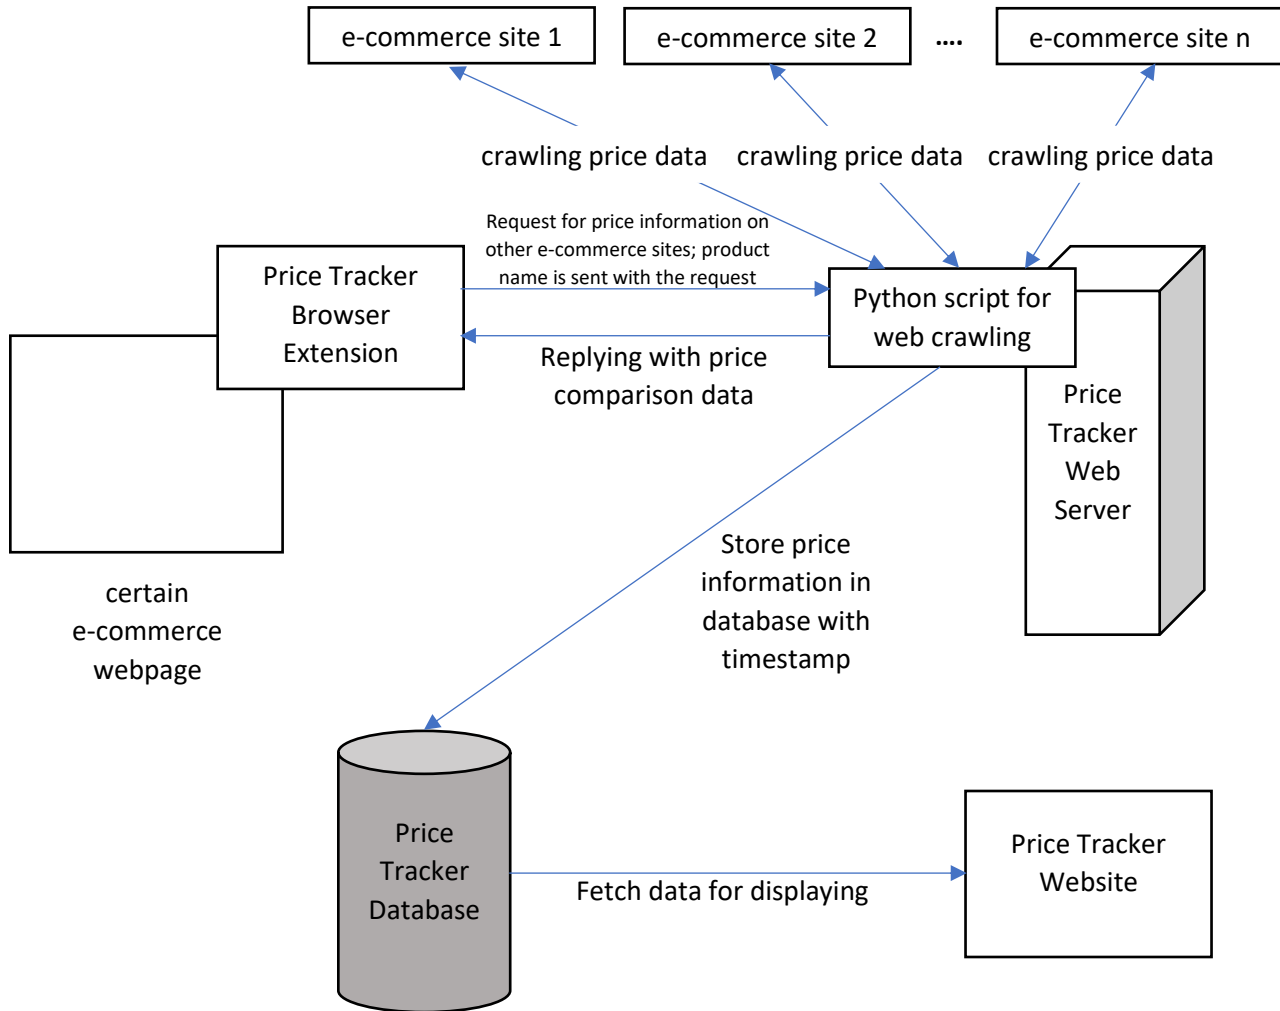 e-commerce site 1
e-commerce site 2
....
e-commerce site n
crawling price data
crawling price data
crawling price data
Request for price information on
other e-commerce sites; product
name is sent with the request
Price Tracker
Browser
Extension
Python script for
web crawling
Replying with price
comparison data
Price
Tracker
Web
Server
certain
e-commerce
webpage
Store price
information in
database with
timestamp
Price
Tracker
Database
Fetch data for displaying
Price Tracker
Website